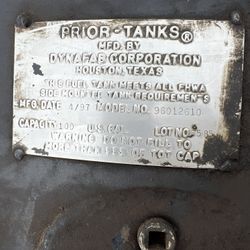 PRIOR-TANKS®
MFD. BY
DYNAFAB CORPORATION
HOUSTON, TEXAS
THIS FUEL TANK MEETS ALL FHWA
SIDE MOUNTED TANK REQUIREMENTS
MFG. DATE 4/97 MODEL NO. 96012610
CAPACITY 100 U.S. GAL. LOT NO. 585
WARNING DO NOT FILL TO
MORE THAN 95% OF TOT CAP.